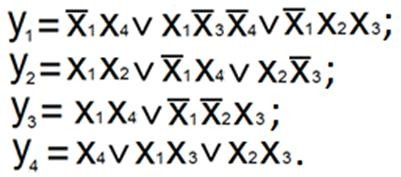 y₁ = x̅₁x₄ ∨ x₁x̅₃x̅₄ ∨ x̅₁x₂x₃;
y₂ = x₁x₂ ∨ x̅₁x₄ ∨ x₂x̅₃;
y₃ = x₁x₄ ∨ x̅₁x̅₂x₃;
y₄ = x₄ ∨ x₁x₃ ∨ x₂x₃.